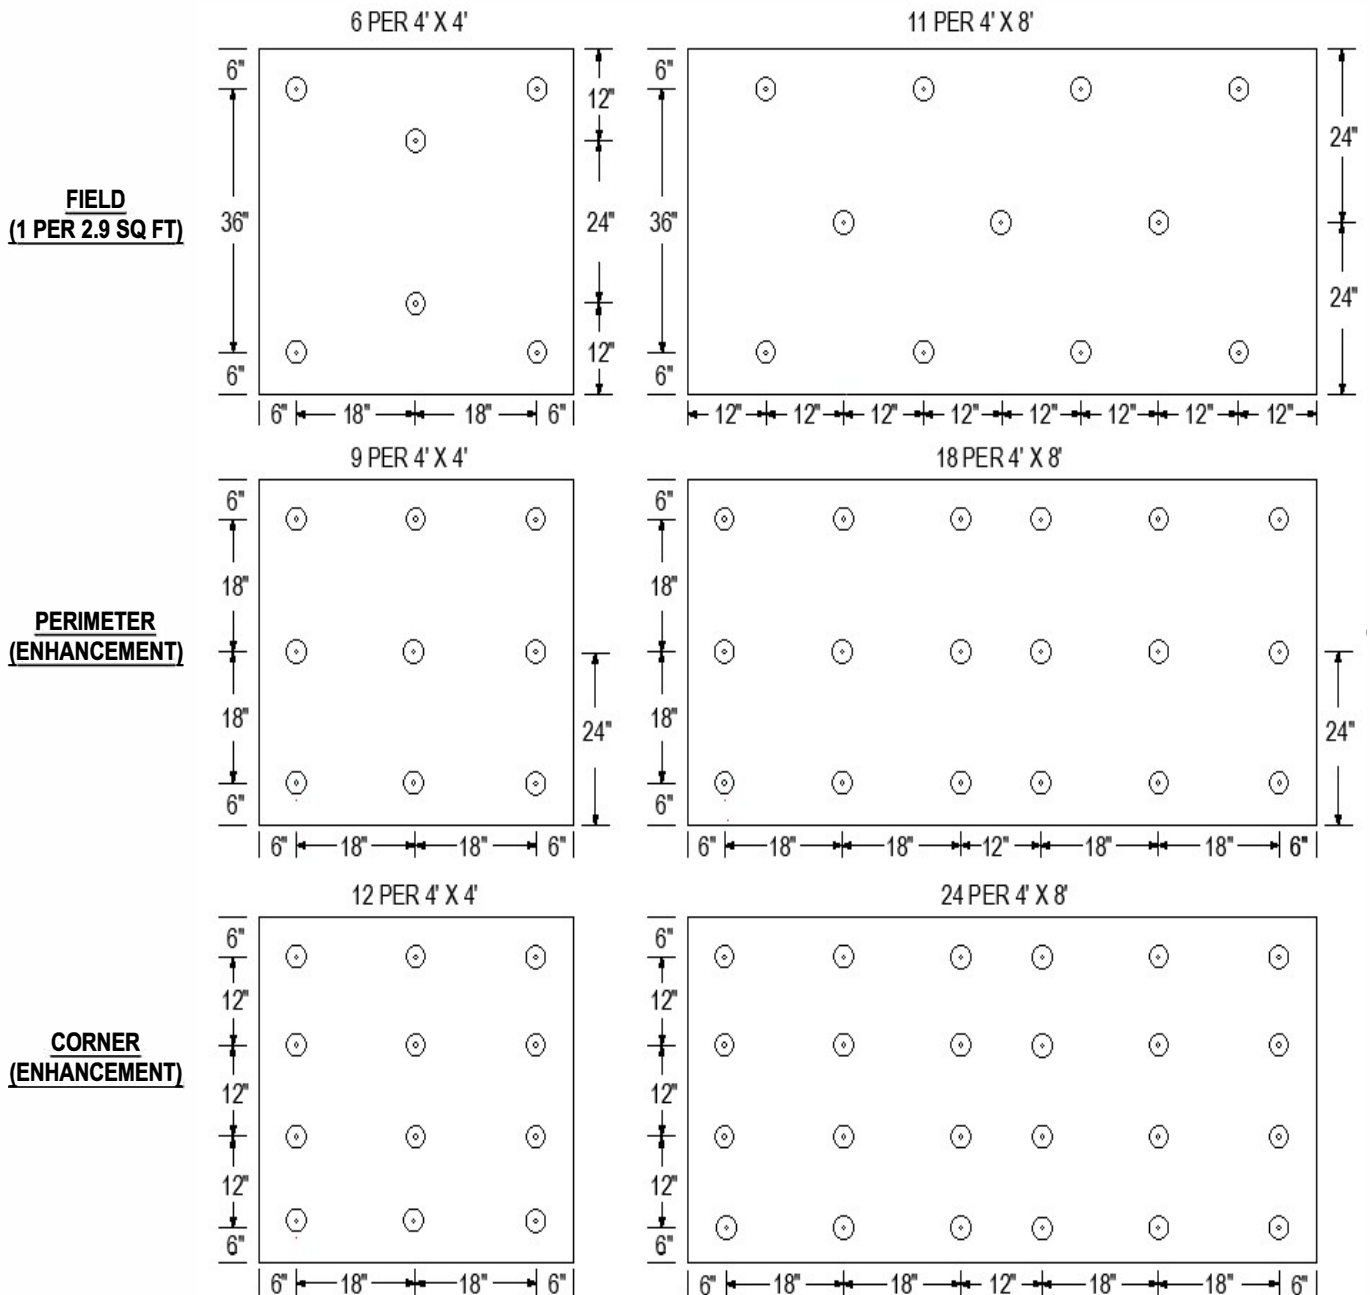 6 PER 4' X 4'
11 PER 4' X 8'
6" 12" 6" 24"
FIELD
(1 PER 2.9 SQ FT)
36" 24" 36" 24"
6" 12" 6"
6" 18" 18" 6"
12" 12" 12" 12" 12" 12" 12" 12"
9 PER 4' X 4'
18 PER 4' X 8'
6" 6"
18" 18"
PERIMETER
(ENHANCEMENT)
18" 24" 18" 24"
6" 6"
6" 18" 18" 6"
6" 18" 18" 12" 18" 18" 6"
12 PER 4' X 4'
24 PER 4' X 8'
6" 6"
12" 12"
CORNER
(ENHANCEMENT)
12" 12"
12" 12"
6" 6"
6" 18" 18" 6"
6" 18" 18" 12" 18" 18" 6"